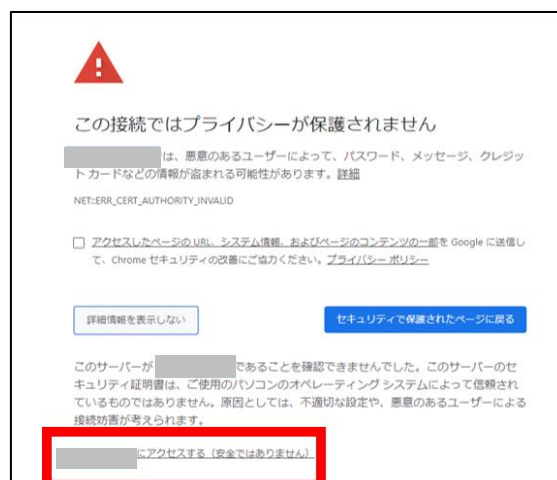 この接続ではプライバシーが保護されません
は、悪意のあるユーザーによって、パスワード、メッセージ、クレジッ
ト カードなどの情報が盗まれる可能性があります。詳細
NET::ERR_CERT_AUTHORITY_INVALID
アクセスしたページの URL、システム情報、およびページのコンテンツの一部を Google に送信し
て、Chrome セキュリティの改善にご協力ください。プライバシー ポリシー
詳細情報を表示しない
セキュリティで保護されたページに戻る
このサーバーが であることを確認できませんでした。このサーバーのセ
キュリティ証明書は、ご使用のパソコンのオペレーティング システムによって信頼され
ているものではありません。原因としては、不適切な設定や、悪意のあるユーザーによる
接続妨害が考えられます。
にアクセスする（安全ではありません）